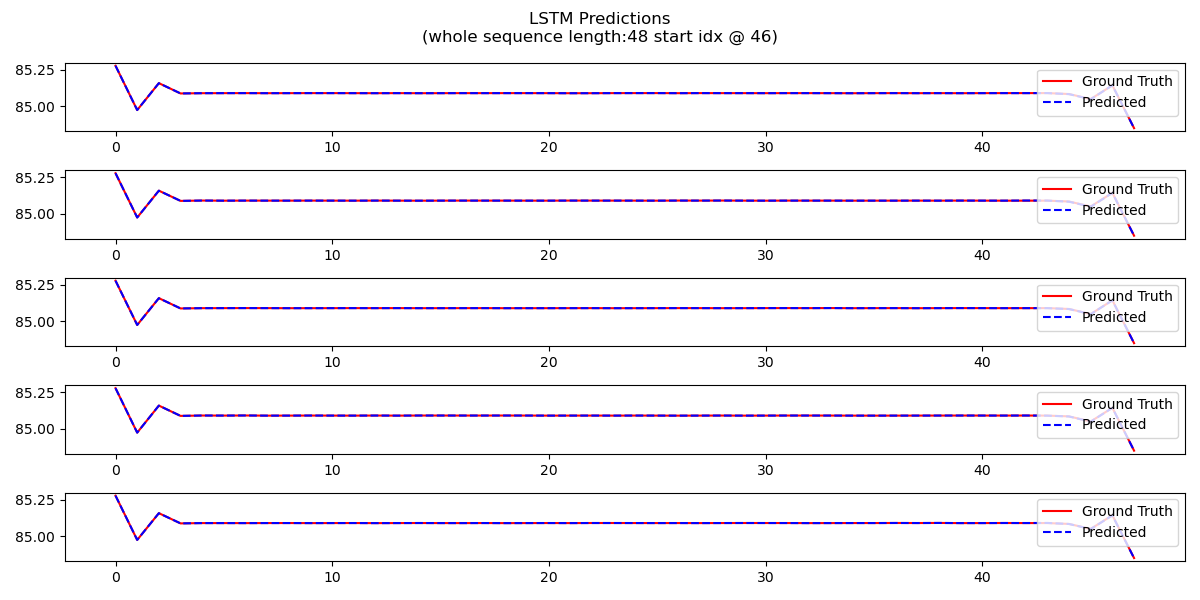 LSTM Predictions
(whole sequence length:48 start idx @ 46)
85.25
85.00
Ground Truth
Predicted
0 10 20 30 40
85.25
85.00
Ground Truth
Predicted
0 10 20 30 40
85.25
85.00
Ground Truth
Predicted
0 10 20 30 40
85.25
85.00
Ground Truth
Predicted
0 10 20 30 40
85.25
85.00
Ground Truth
Predicted
0 10 20 30 40